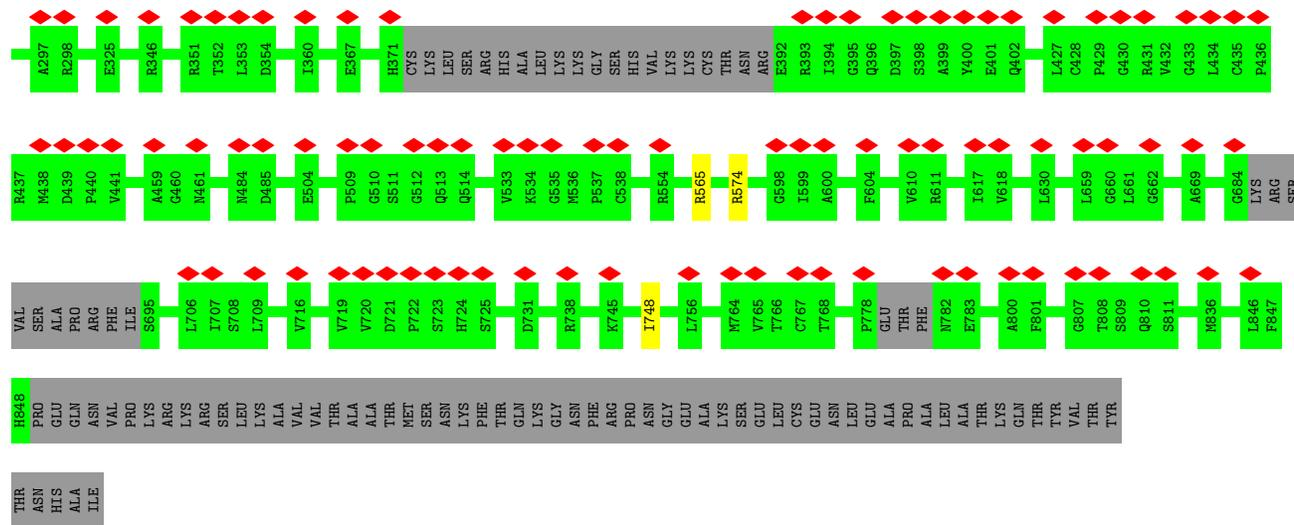 A297 R298 E325 R346 R351 T352 L353 D354 I360 E367 H371 CYS LYS LEU SER ARG HIS ALA LEU LYS LYS GLY SER HIS VAL LYS LYS CYS THR ASN ARG E392 R393 I394 G395 Q396 D397 S398 A399 Y400 E401 Q402 L427 C428 P429 G430 R431 V432 G433 L434 C435 P436
R437 M438 D439 P440 V441 A459 G460 N461 N484 D485 E504 P509 G510 S511 G512 Q513 Q514 V533 K534 G535 M536 P537 C538 R554 R565 R574 G598 I599 A600 F604 V610 R611 I617 V618 L630 L659 G660 L661 G662 A669 G684 LYS ARG SER
VAL SER ALA PRO ARG PHE ILE S695 L706 I707 S708 L709 V716 V719 V720 D721 P722 S723 H724 S725 D731 R738 K745 I748 L756 M764 V765 T766 C767 T768 P778 GLU THR PHE N782 E783 A800 F801 G807 T808 S809 Q810 S811 M836 L846 F847
H848 PRO GLU GLN ASN VAL PRO LYS ARG LYS ARG SER LEU LYS ALA VAL VAL THR ALA ALA THR MET SER ASN LYS PHE THR GLN LYS GLY ASN PHE ARG PRO ASN GLY GLU ALA LYS SER GLU LEU CYS GLU ASN LEU GLU ALA PRO ALA LEU ALA THR LYS GLN THR TYR VAL THR TYR
THR ASN HIS ALA ILE